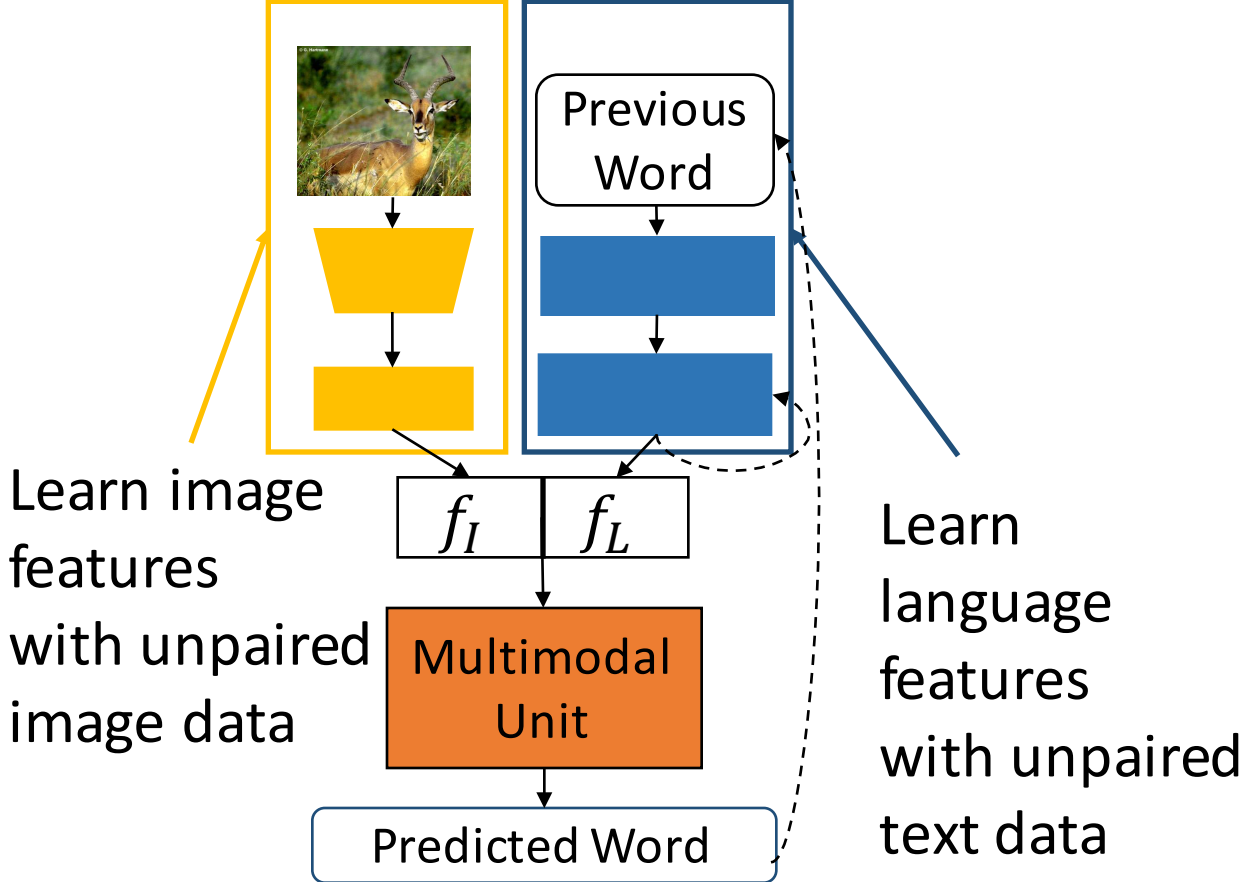 © G. Hartmann
Previous
Word
Learn image
features
with unpaired
image data
f_I
f_L
Learn
language
features
with unpaired
text data
Multimodal
Unit
Predicted Word